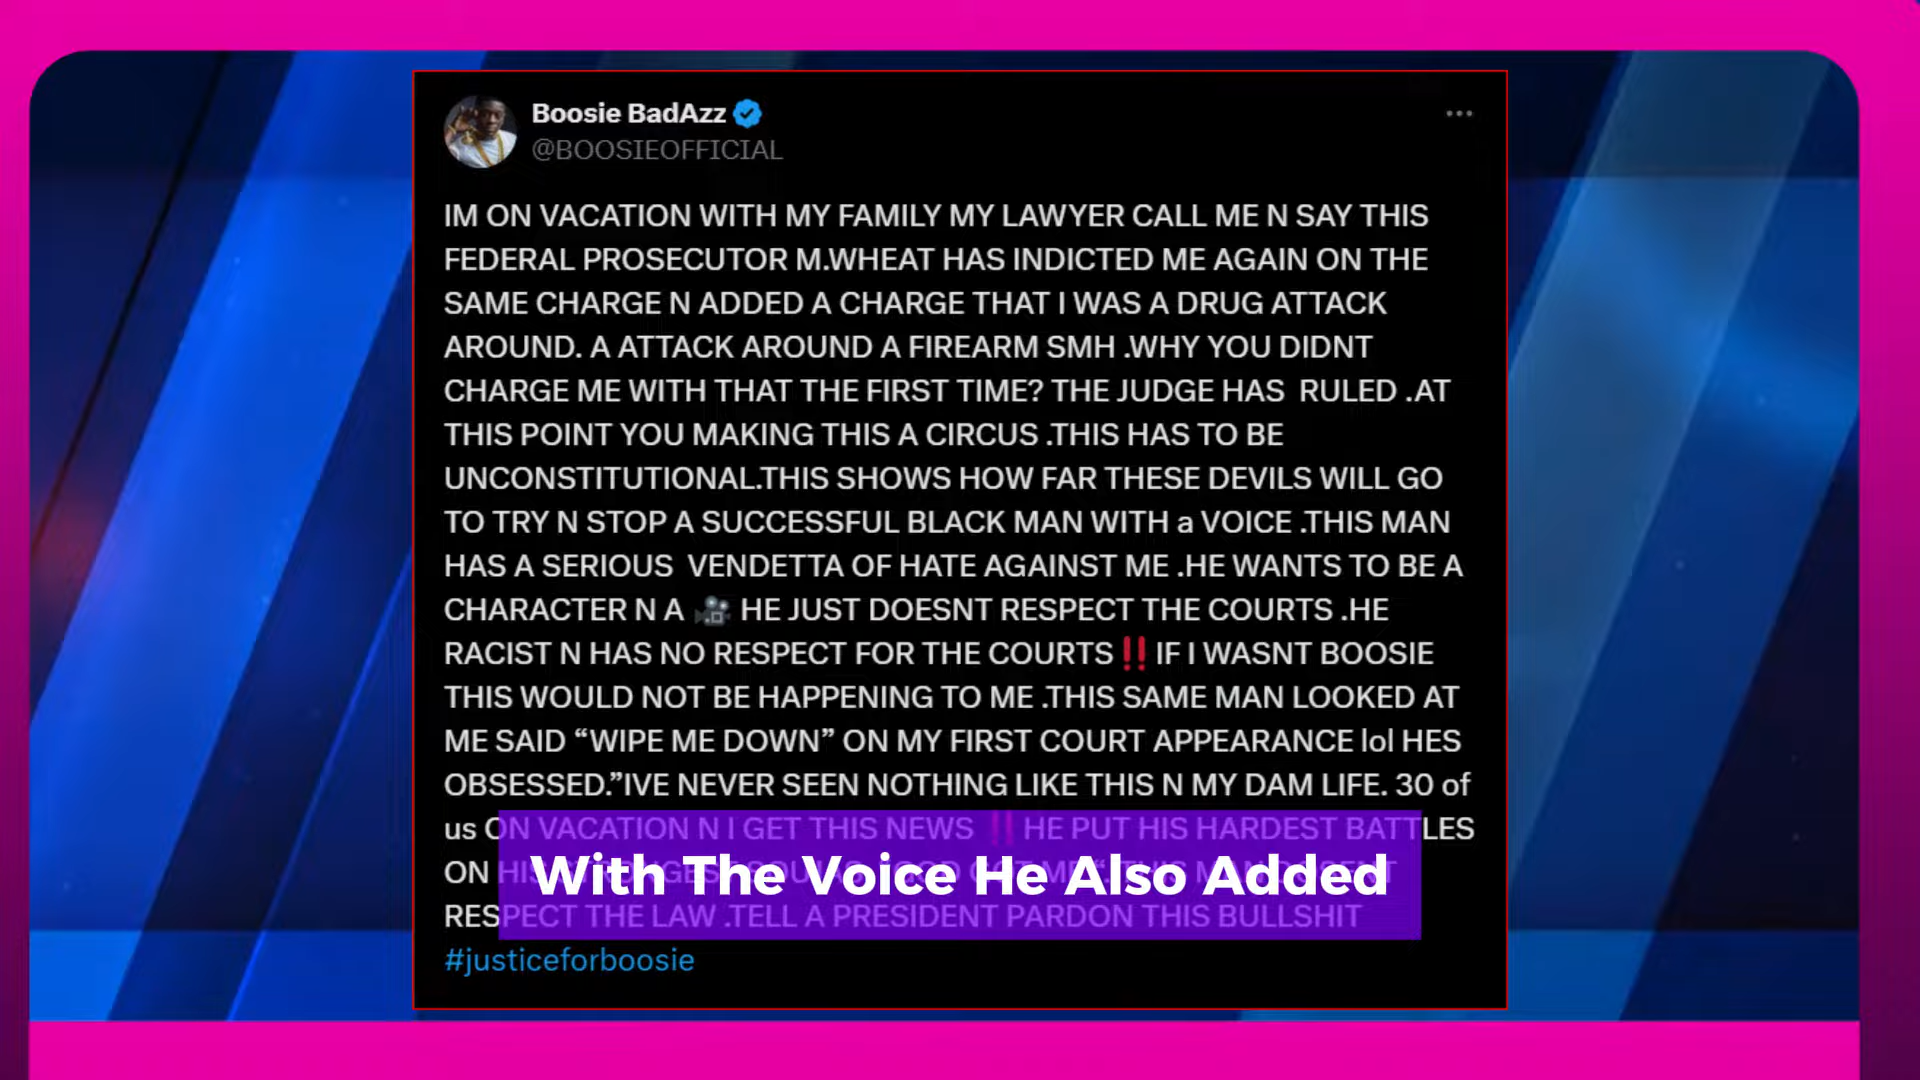 Boosie BadAzz
@BOOSIEOFFICIAL
IM ON VACATION WITH MY FAMILY MY LAWYER CALL ME N SAY THIS
FEDERAL PROSECUTOR M.WHEAT HAS INDICTED ME AGAIN ON THE
SAME CHARGE N ADDED A CHARGE THAT I WAS A DRUG ATTACK
AROUND. A ATTACK AROUND A FIREARM SMH .WHY YOU DIDNT
CHARGE ME WITH THAT THE FIRST TIME? THE JUDGE HAS RULED .AT
THIS POINT YOU MAKING THIS A CIRCUS .THIS HAS TO BE
UNCONSTITUTIONAL.THIS SHOWS HOW FAR THESE DEVILS WILL GO
TO TRY N STOP A SUCCESSFUL BLACK MAN WITH a VOICE .THIS MAN
HAS A SERIOUS VENDETTA OF HATE AGAINST ME .HE WANTS TO BE A
CHARACTER N A 🎥 HE JUST DOESNT RESPECT THE COURTS .HE
RACIST N HAS NO RESPECT FOR THE COURTS‼️ IF I WASNT BOOSIE
THIS WOULD NOT BE HAPPENING TO ME .THIS SAME MAN LOOKED AT
ME SAID “WIPE ME DOWN” ON MY FIRST COURT APPEARANCE lol HES
OBSESSED.”IVE NEVER SEEN NOTHING LIKE THIS N MY DAM LIFE. 30 of
us ON VACATION N I GET THIS NEWS ‼️ HE PUT HIS HARDEST BATTLES
ON HIS
With The Voice He Also Added
RESPECT THE LAW .TELL A PRESIDENT PARDON THIS BULLSHIT
#justiceforboosie